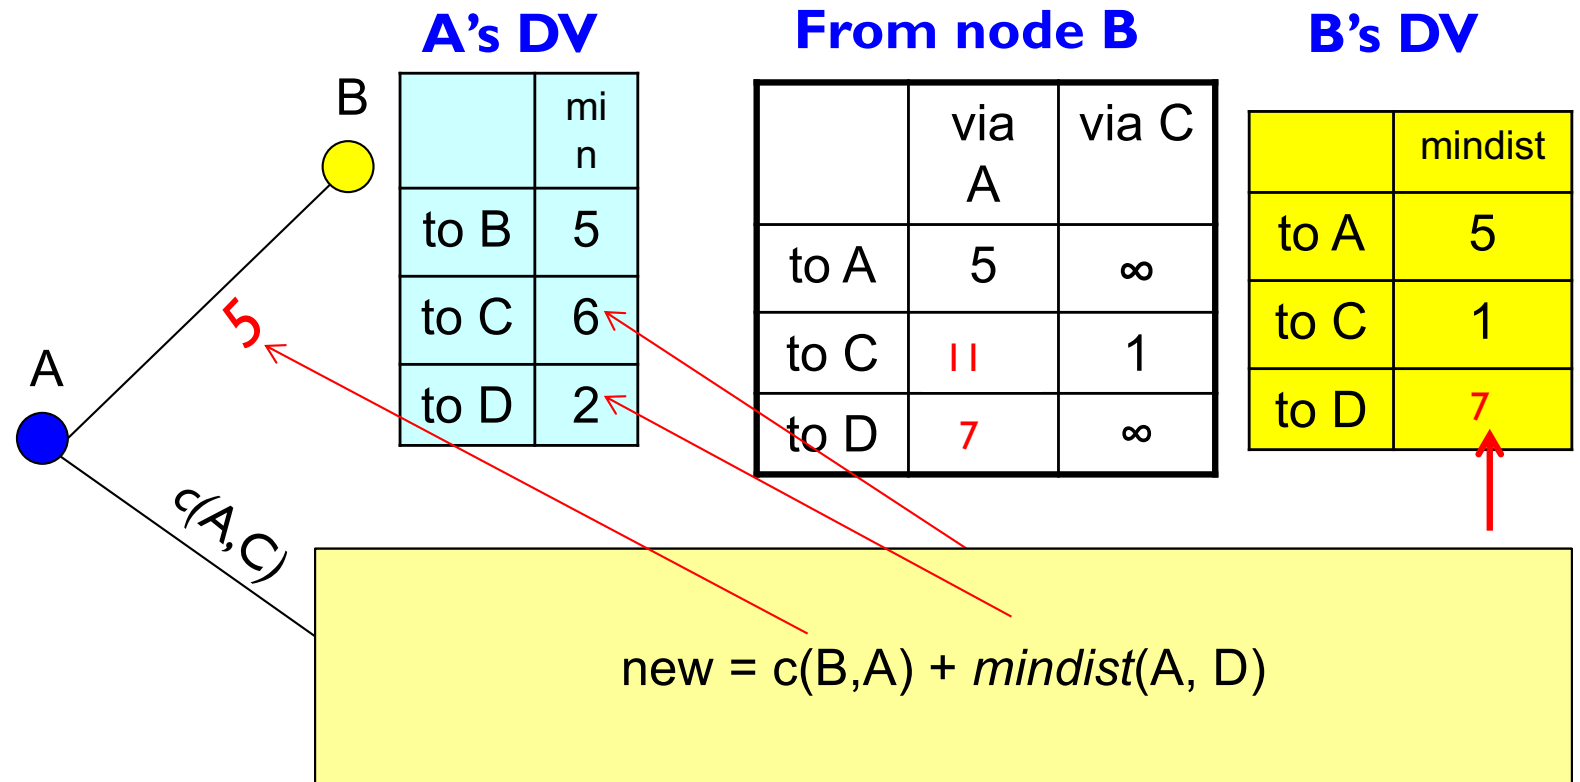 A's DV
From node B
B's DV
B
A
5
c(A,C)
mi
n
to B 5
to C 6
to D 2
via
A
via C
to A 5 ∞
to C 11 1
to D 7 ∞
mindist
to A 5
to C 1
to D 7
new = c(B,A) + mindist(A, D)